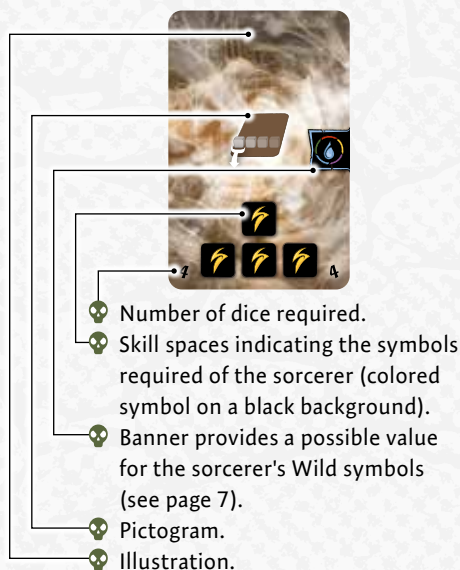 4 4
Number of dice required.
Skill spaces indicating the symbols
required of the sorcerer (colored
symbol on a black background).
Banner provides a possible value
for the sorcerer's Wild symbols
(see page 7).
Pictogram.
Illustration.